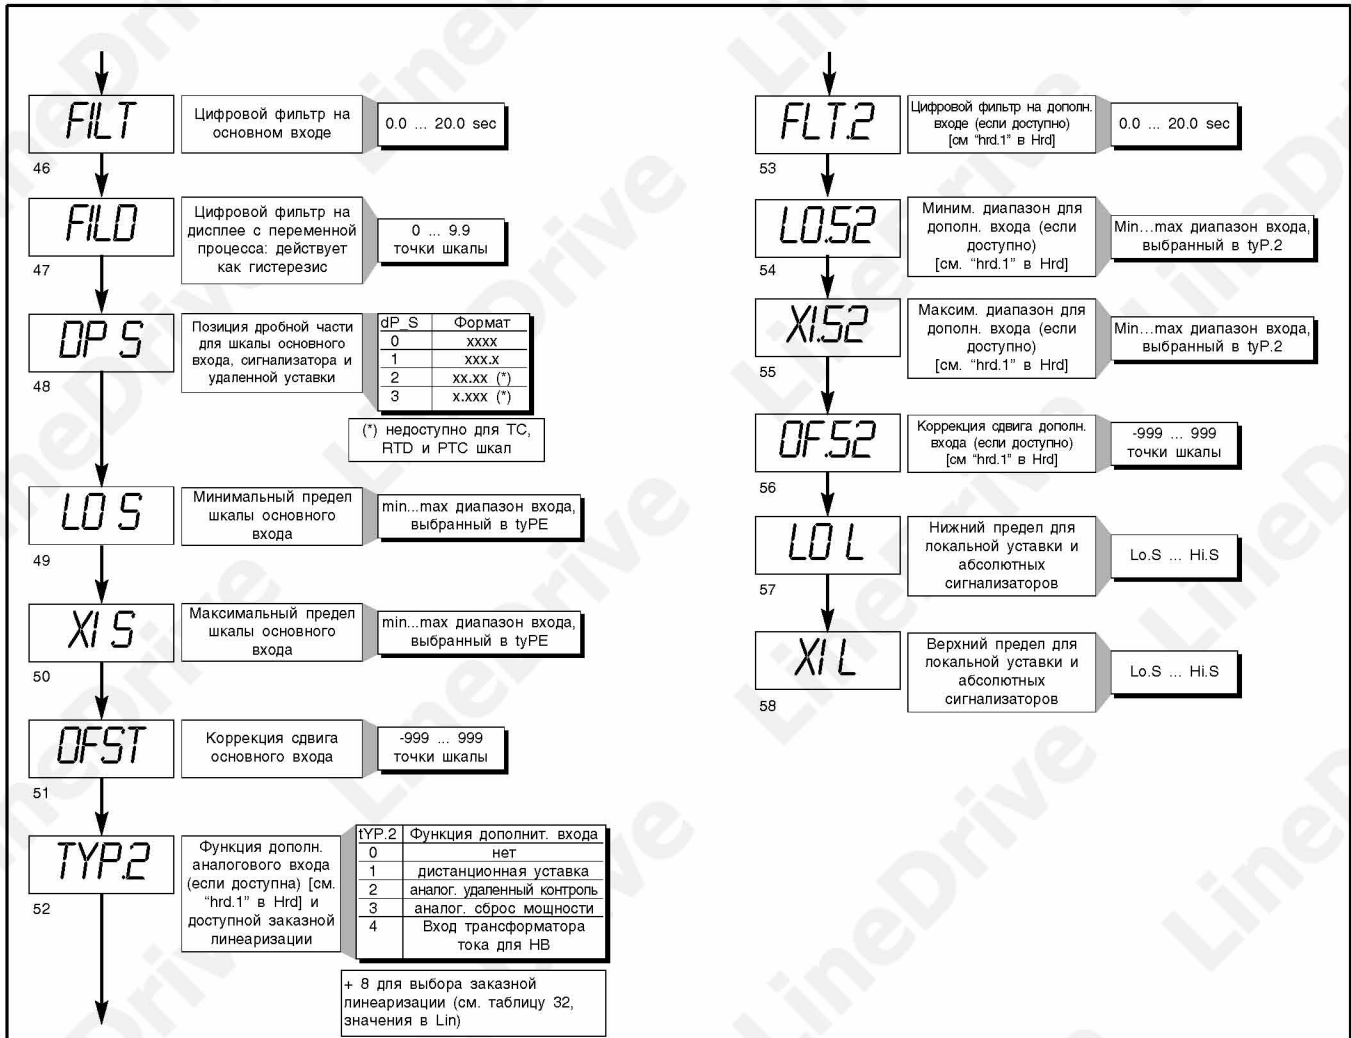 FILT
Цифровой фильтр на
основном входе
0.0 ... 20.0 sec
46
FILD
Цифровой фильтр на
дисплее с переменной
процесса: действует
как гистерезис
0 ... 9.9
точки шкалы
47
DP S
Позиция дробной части
для шкалы основного
входа, сигнализатора и
удаленной уставки
dP_S Формат
0 xxxx
1 xxx.x
2 xx.xx (*)
3 x.xxx (*)
48
(*) недоступно для TC,
RTD и PTC шкал
LO S
Минимальный предел
шкалы основного
входа
min...max диапазон входа,
выбранный в tyPE
49
XI S
Максимальный предел
шкалы основного
входа
min...max диапазон входа,
выбранный в tyPE
50
OFST
Коррекция сдвига
основного входа
-999 ... 999
точки шкалы
51
TYP.2
Функция дополн.
аналогового входа
(если доступна) [см.
“hrd.1” в Hrd] и
доступной заказной
линеаризации
tYP.2 Функция дополнит. входа
0 нет
1 дистанционная уставка
2 аналог. удаленный контроль
3 аналог. сброс мощности
4 Вход трансформатора
тока для HB
52
+ 8 для выбора заказной
линеаризации (см. таблицу 32,
значения в Lin)
FLT.2
Цифровой фильтр на дополн.
входе (если доступно)
[см “hrd.1” в Hrd]
0.0 ... 20.0 sec
53
LO.S2
Миним. диапазон для
дополн. входа (если
доступно)
[см. “hrd.1” в Hrd]
Min...max диапазон входа,
выбранный в tyP.2
54
XI.S2
Максим. диапазон для
дополн. входа (если
доступно)
[см. “hrd.1” в Hrd]
Min...max диапазон входа,
выбранный в tyP.2
55
OF.S2
Коррекция сдвига дополн.
входа (если доступно)
[см “hrd.1” в Hrd]
-999 ... 999
точки шкалы
56
LO L
Нижний предел для
локальной уставки и
абсолютных
сигнализаторов
Lo.S ... Hi.S
57
XI L
Верхний предел для
локальной уставки и
абсолютных
сигнализаторов
Lo.S ... Hi.S
58
LineDrive